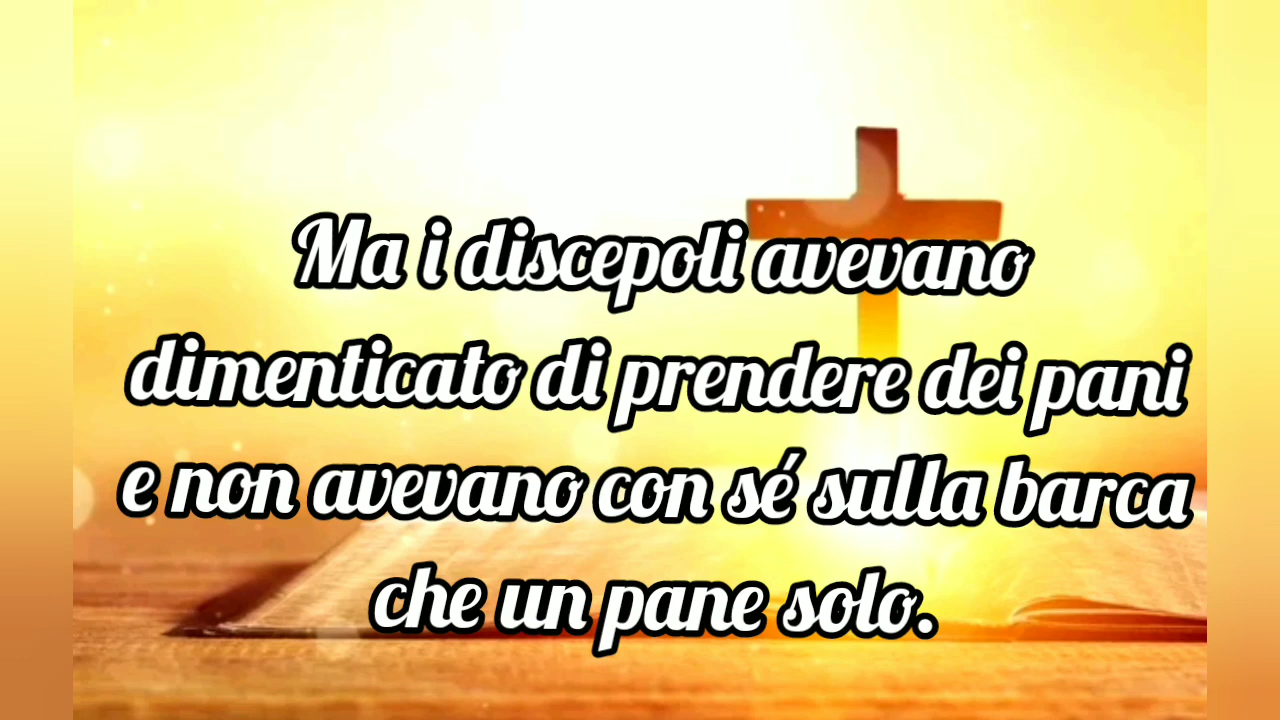 Ma i discepoli avevano
dimenticato di prendere dei pani
e non avevano con sé sulla barca
che un pane solo.